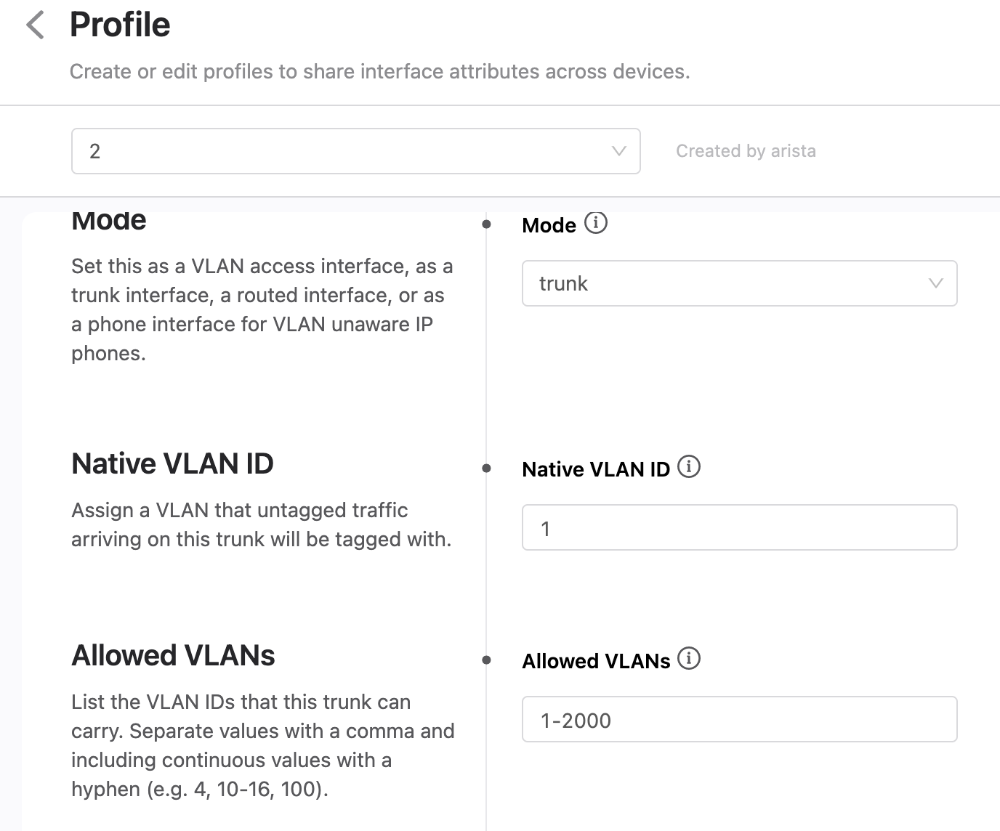 Profile
Create or edit profiles to share interface attributes across devices.
2
Created by arista
Mode
Set this as a VLAN access interface, as a
trunk interface, a routed interface, or as
a phone interface for VLAN unaware IP
phones.
Mode
trunk
Native VLAN ID
Assign a VLAN that untagged traffic
arriving on this trunk will be tagged with.
Native VLAN ID
1
Allowed VLANs
List the VLAN IDs that this trunk can
carry. Separate values with a comma and
including continuous values with a
hyphen (e.g. 4, 10-16, 100).
Allowed VLANs
1-2000